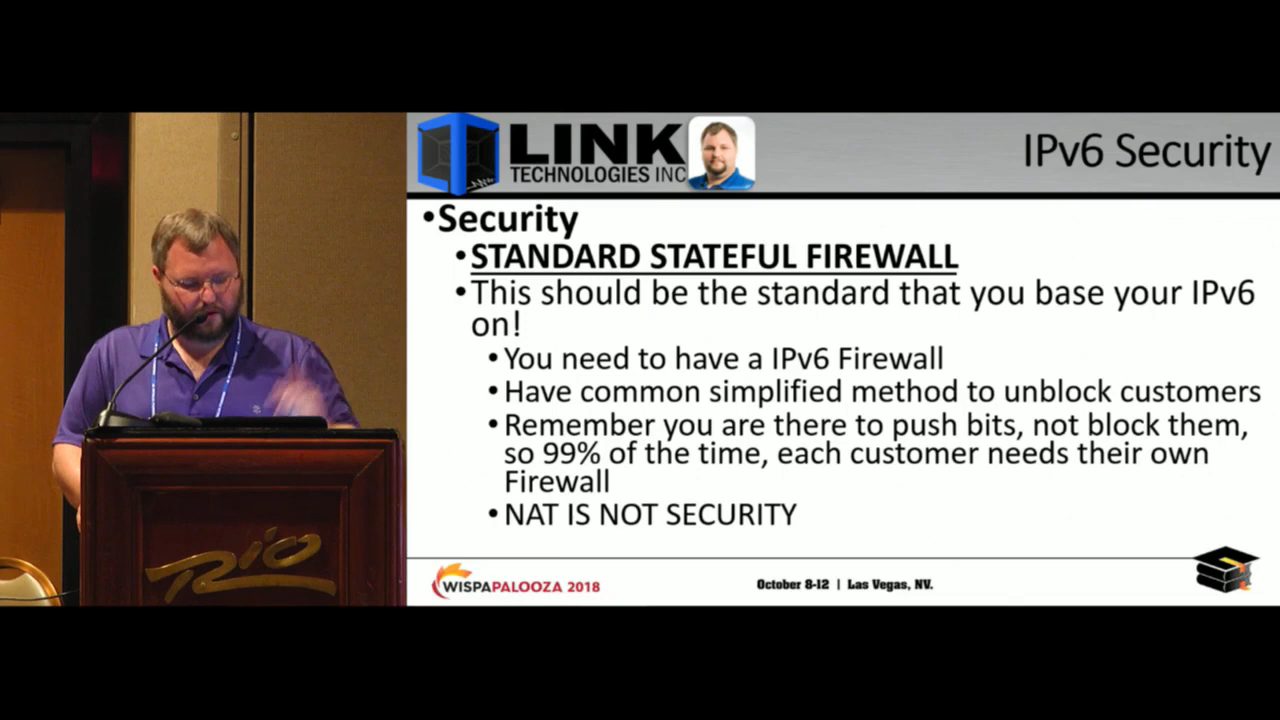 LINK
TECHNOLOGIES INC
IPv6 Security
•Security
•STANDARD STATEFUL FIREWALL
•This should be the standard that you base your IPv6
on!
•You need to have a IPv6 Firewall
•Have common simplified method to unblock customers
•Remember you are there to push bits, not block them,
so 99% of the time, each customer needs their own
Firewall
•NAT IS NOT SECURITY
WISPAPALOOZA 2018
October 8-12 | Las Vegas, NV.
Rio